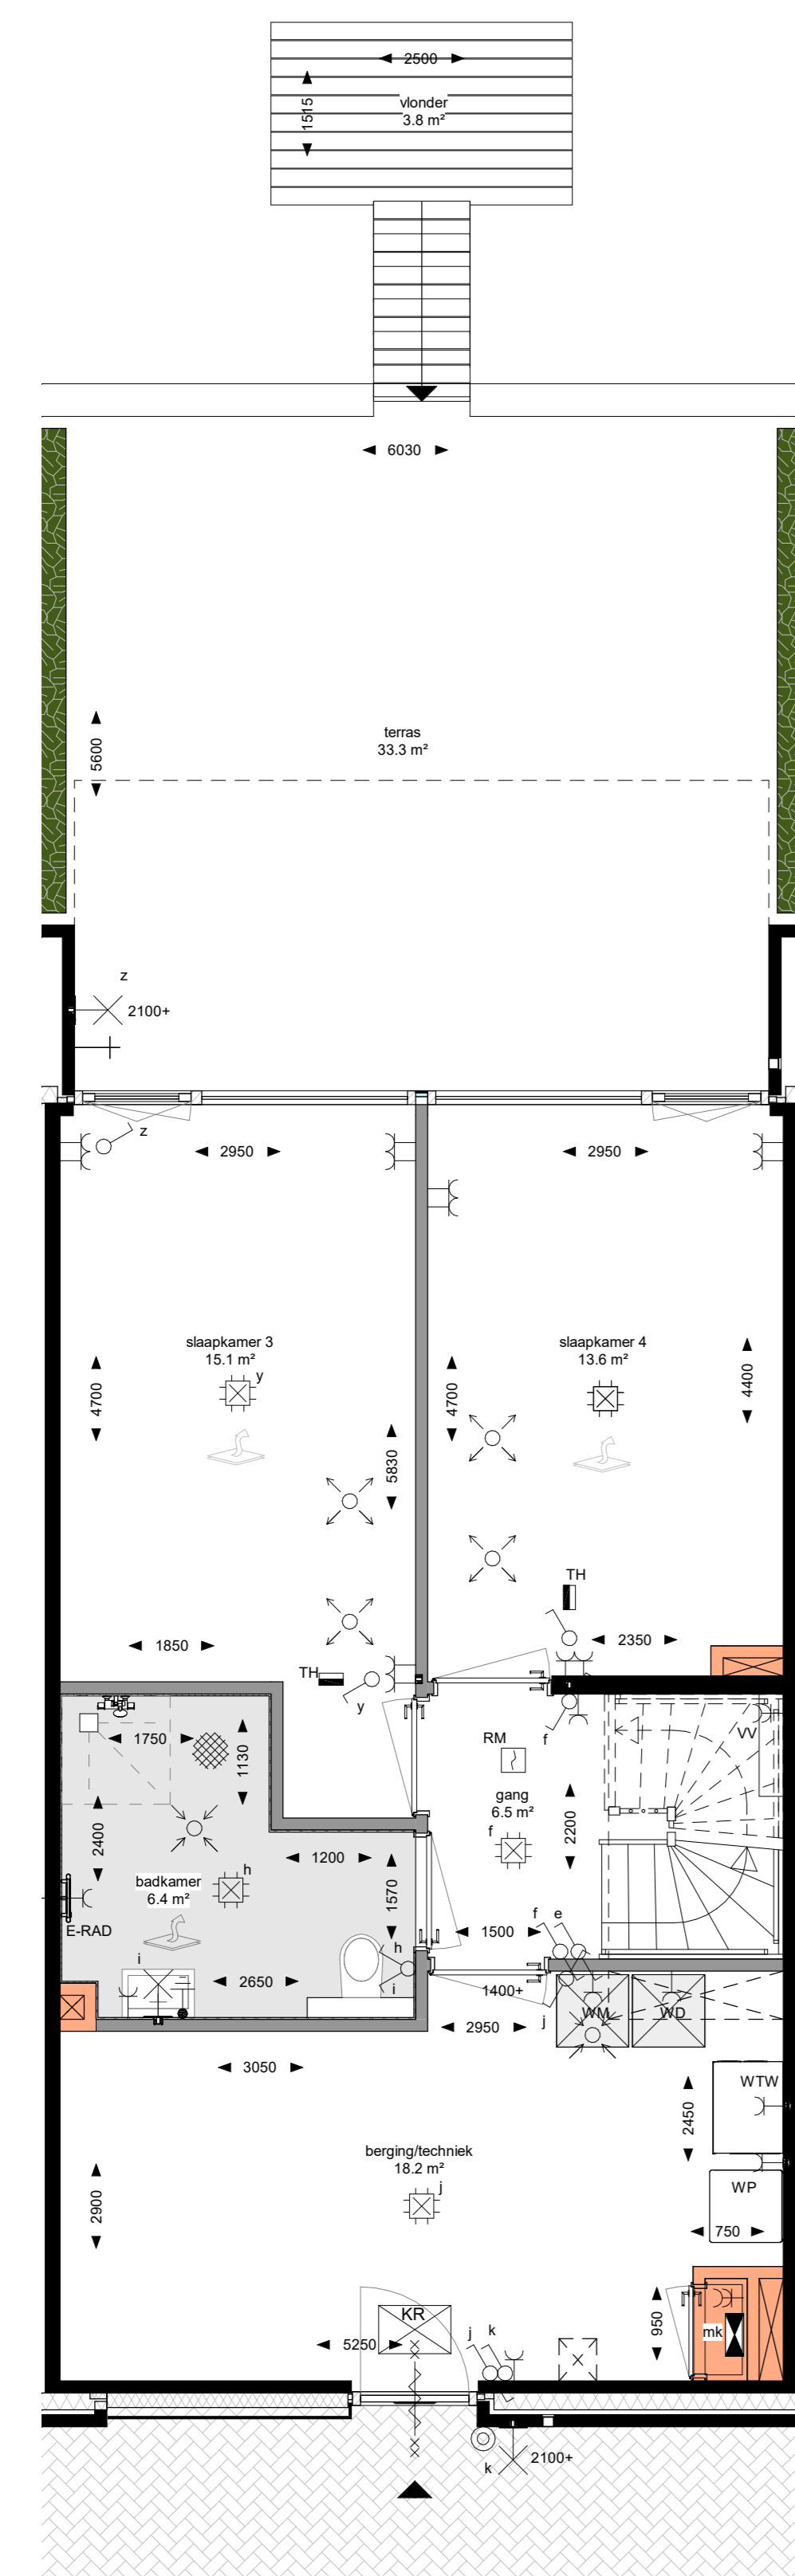 2500
1515
vlonder
3.8 m²
6030
5600
terras
33.3 m²
z
2100+
z
2950
2950
slaapkamer 3
15.1 m²
y
slaapkamer 4
13.6 m²
4700
4700
4400
5830
TH
1850
2350
TH
y
1750
1130
RM
f
VV
gang
6.5 m²
f
2200
2400
1200
1570
badkamer
6.4 m²
h
E-RAD
i
h
i
2650
1500
f e
1400+
j
WM
WD
2950
3050
WTW
2450
berging/techniek
18.2 m²
j
WP
750
2900
KR
5250
j k
950
mk
k
2100+